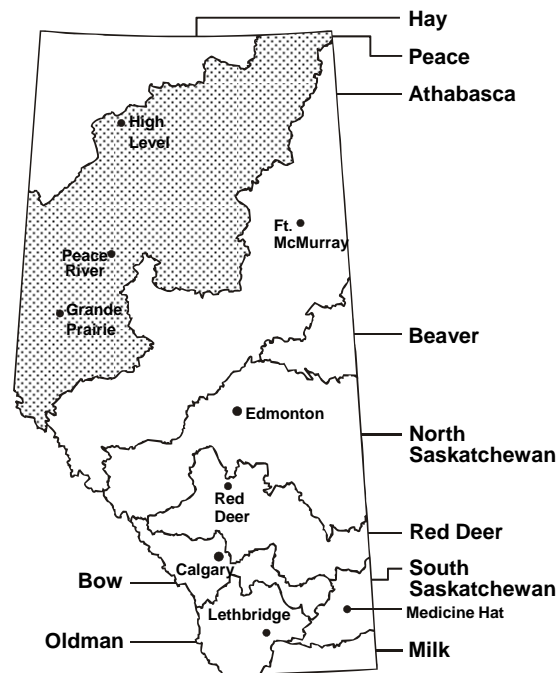 Hay
Peace
Athabasca
High
Level
Ft.
McMurray
Peace
River
Grande
Prairie
Beaver
Edmonton
North
Saskatchewan
Red
Deer
Red Deer
Calgary
South
Saskatchewan
Bow
Lethbridge
Medicine Hat
Oldman
Milk